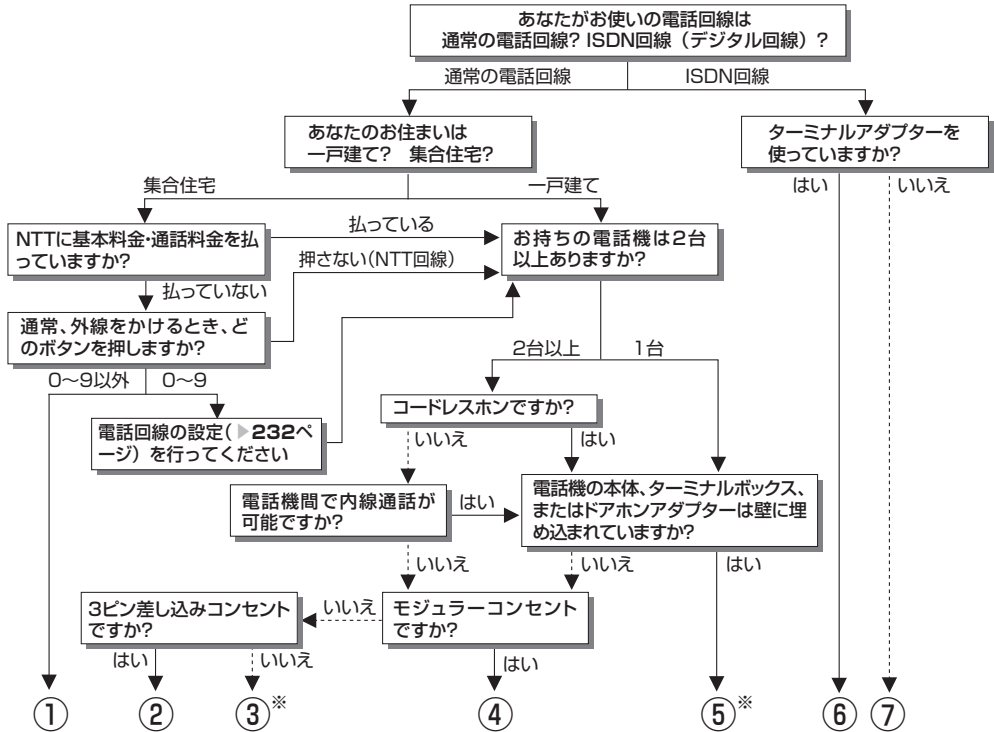 あなたがお使いの電話回線は
通常の電話回線? ISDN回線(デジタル回線)?
通常の電話回線
ISDN回線
あなたのお住まいは
一戸建て? 集合住宅?
ターミナルアダプターを
使っていますか?
集合住宅
一戸建て
はい
いいえ
NTTに基本料金・通話料金を払
っていますか?
払っている
お持ちの電話機は2台
以上ありますか?
押さない(NTT回線)
払っていない
通常、外線をかけるとき、ど
のボタンを押しますか?
2台以上
1台
0〜9以外
0〜9
コードレスホンですか?
電話回線の設定(▶232ペ
ージ)を行ってください
いいえ
はい
電話機間で内線通話が
可能ですか?
はい
電話機の本体、ターミナルボックス、
またはドアホンアダプターは壁に埋
め込まれていますか?
いいえ
いいえ
はい
3ピン差し込みコンセント
ですか?
いいえ
モジュラーコンセント
ですか?
はい
いいえ
はい
① ② ③※ ④ ⑤※ ⑥ ⑦